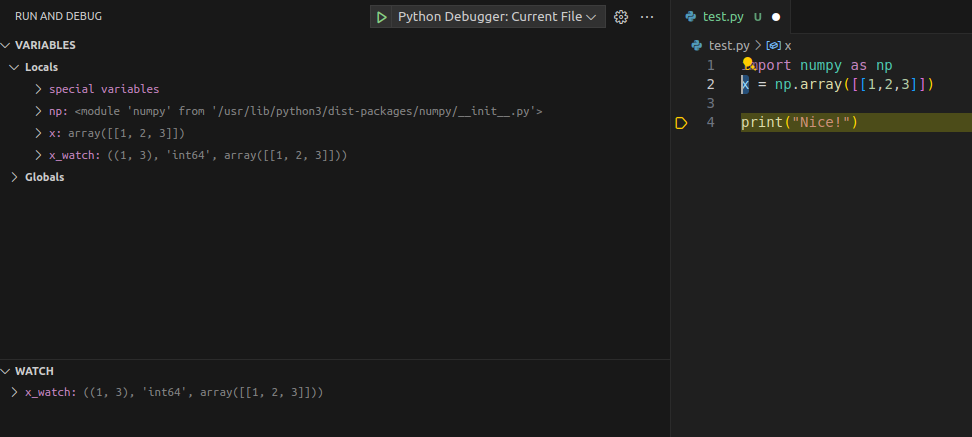 RUN AND DEBUG
Python Debugger: Current File
VARIABLES
Locals
special variables
np: <module 'numpy' from '/usr/lib/python3/dist-packages/numpy/__init__.py'>
x: array([[1, 2, 3]])
x_watch: ((1, 3), 'int64', array([[1, 2, 3]]))
Globals
WATCH
x_watch: ((1, 3), 'int64', array([[1, 2, 3]]))
test.py U
test.py > x
1 import numpy as np
2 x = np.array([[1,2,3]])
3
4 print("Nice!")